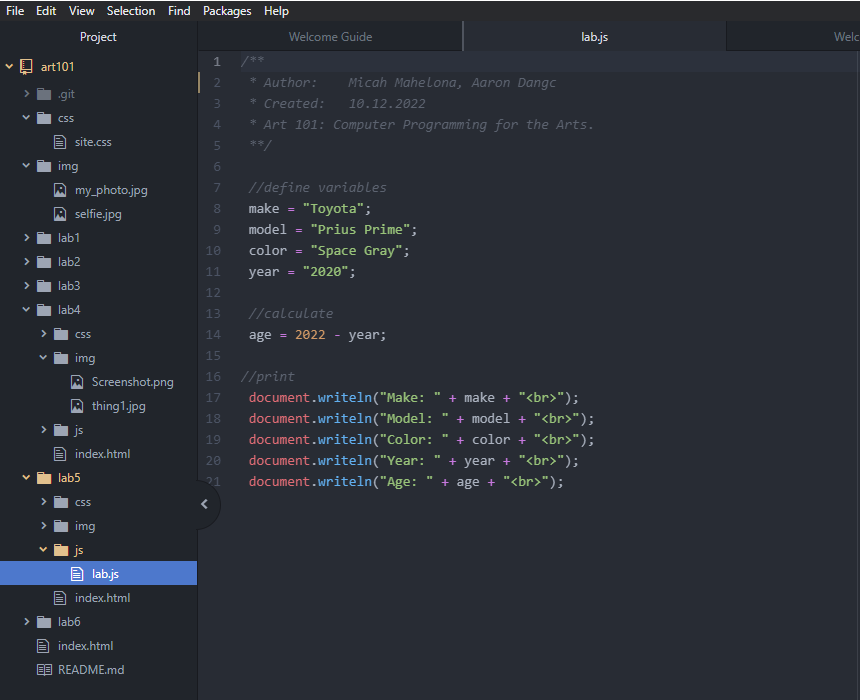 File Edit View Selection Find Packages Help
Project
Welcome Guide
lab.js
Welc
art101
.git
css
site.css
img
my_photo.jpg
selfie.jpg
lab1
lab2
lab3
lab4
css
img
Screenshot.png
thing1.jpg
js
index.html
lab5
css
img
js
lab.js
index.html
lab6
index.html
README.md
1 /**
2 * Author: Micah Mahelona, Aaron Dangc
3 * Created: 10.12.2022
4 * Art 101: Computer Programming for the Arts.
5 **/
6
7 //define variables
8 make = "Toyota";
9 model = "Prius Prime";
10 color = "Space Gray";
11 year = "2020";
12
13 //calculate
14 age = 2022 - year;
15
16 //print
17 document.writeln("Make: " + make + "<br>");
18 document.writeln("Model: " + model + "<br>");
19 document.writeln("Color: " + color + "<br>");
20 document.writeln("Year: " + year + "<br>");
21 document.writeln("Age: " + age + "<br>");